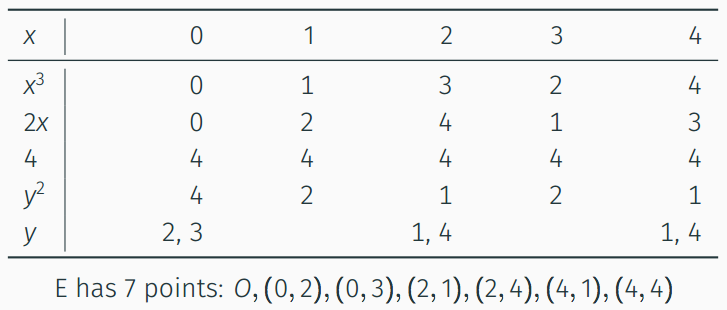 x 0 1 2 3 4
x³ 0 1 3 2 4
2x 0 2 4 1 3
4 4 4 4 4 4
y² 4 2 1 2 1
y 2, 3 1, 4 1, 4
E has 7 points: O, (0, 2), (0, 3), (2, 1), (2, 4), (4, 1), (4, 4)